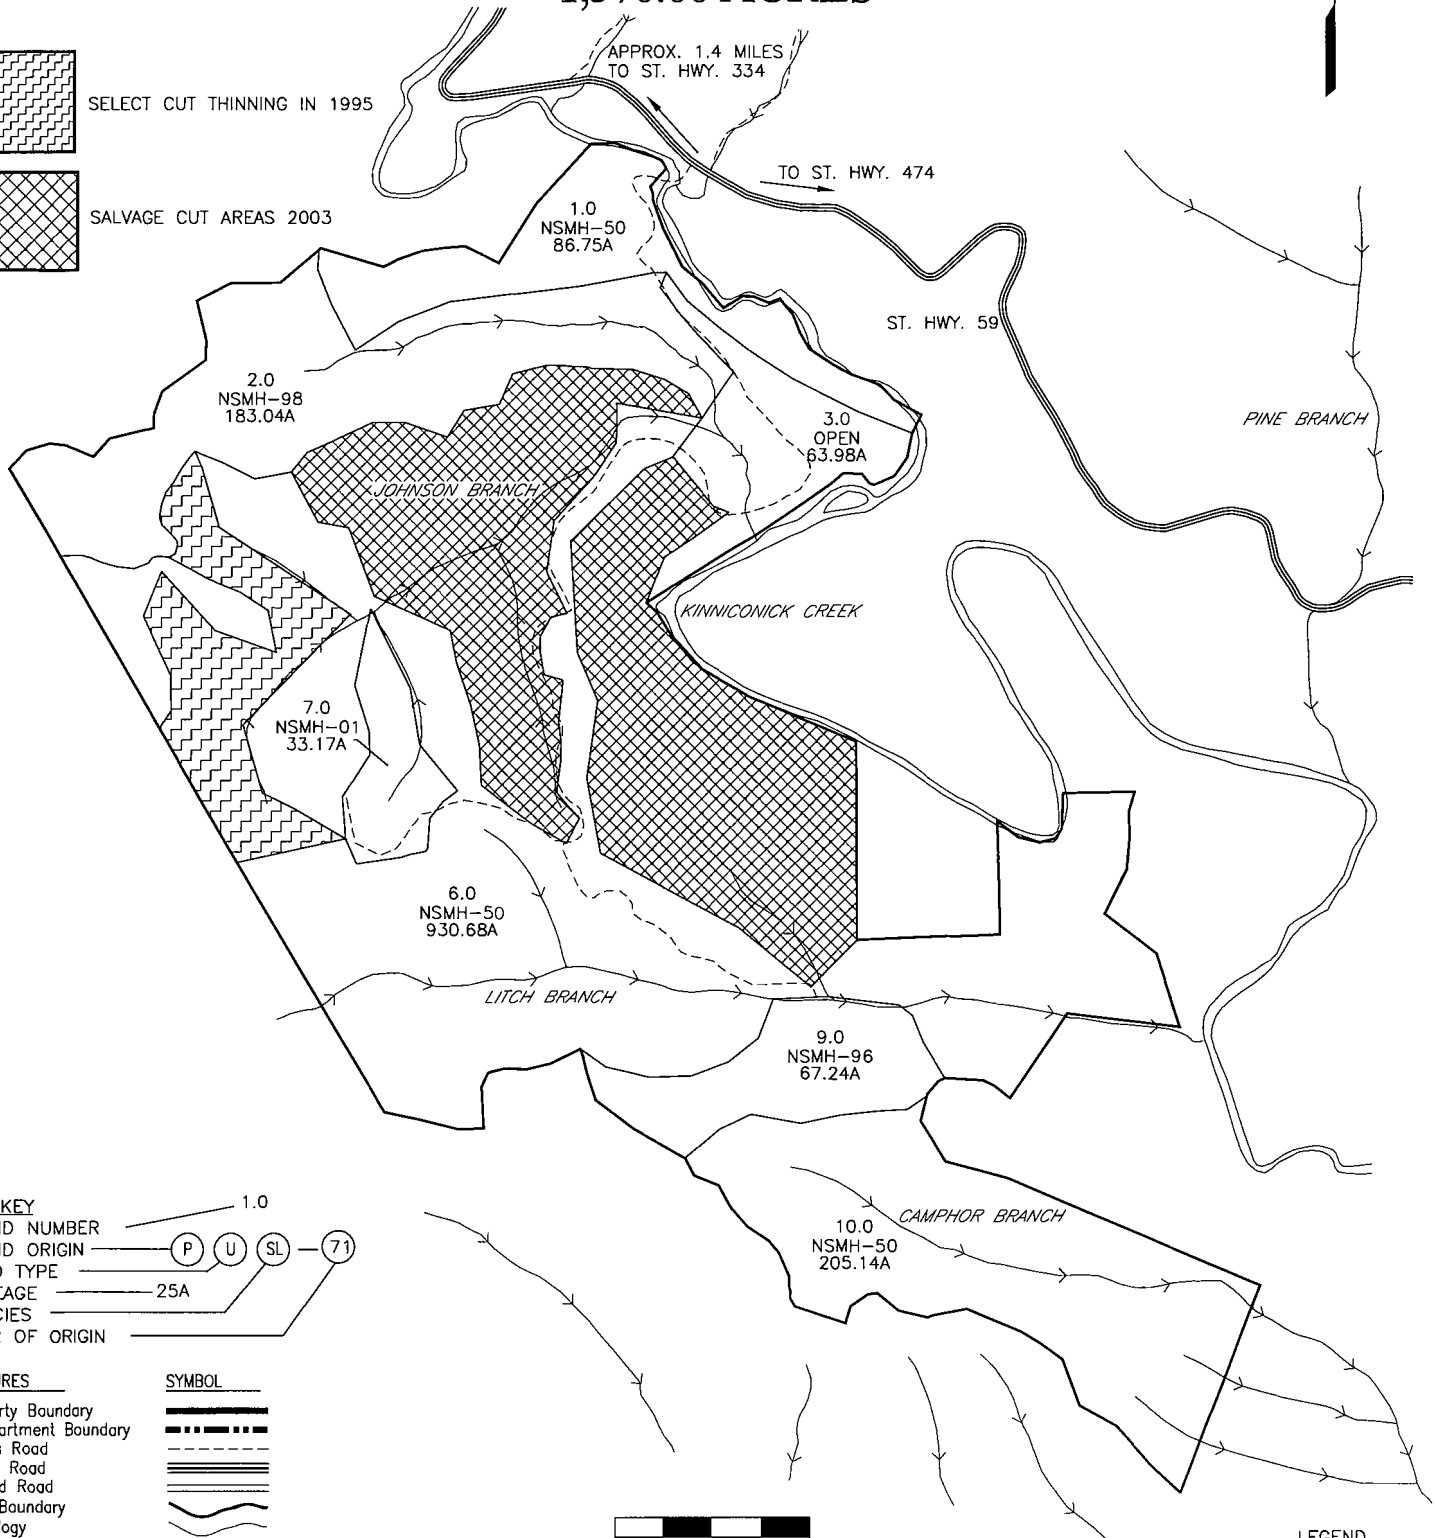 SELECT CUT THINNING IN 1995
SALVAGE CUT AREAS 2003
APPROX. 1.4 MILES
TO ST. HWY. 334
TO ST. HWY. 474
ST. HWY. 59
1.0
NSMH-50
86.75A
2.0
NSMH-98
183.04A
3.0
OPEN
63.98A
PINE BRANCH
JOHNSON BRANCH
KINNICONICK CREEK
7.0
NSMH-01
33.17A
6.0
NSMH-50
930.68A
LITCH BRANCH
9.0
NSMH-96
67.24A
10.0
NSMH-50
205.14A
CAMPHOR BRANCH
KEY
NUMBER 1.0
ORIGIN P U SL - 71
TYPE
25A
OF ORIGIN
SYMBOL
Boundary
Boundary
Road
Road
Road
Boundary
LEGEND